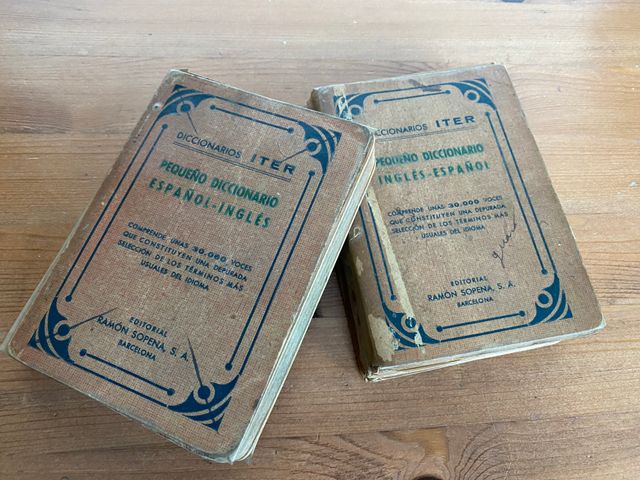 DICCIONARIOS ITER
PEQUEÑO DICCIONARIO
ESPAÑOL-INGLÉS
COMPRENDE UNAS 30.000 VOCES
QUE CONSTITUYEN UNA DEPURADA
SELECCIÓN DE LOS TÉRMINOS MÁS
USUALES DEL IDIOMA
EDITORIAL
RAMÓN SOPENA, S. A.
BARCELONA
CCIONARIOS ITER
EQUEÑO DICCIONARIO
INGLÉS-ESPAÑOL
COMPRENDE UNAS 30.000 VOCES
QUE CONSTITUYEN UNA DEPURADA
SELECCIÓN DE LOS TÉRMINOS MÁS
USUALES DEL IDIOMA
EDITORIAL
RAMÓN SOPENA, S. A.
BARCELONA